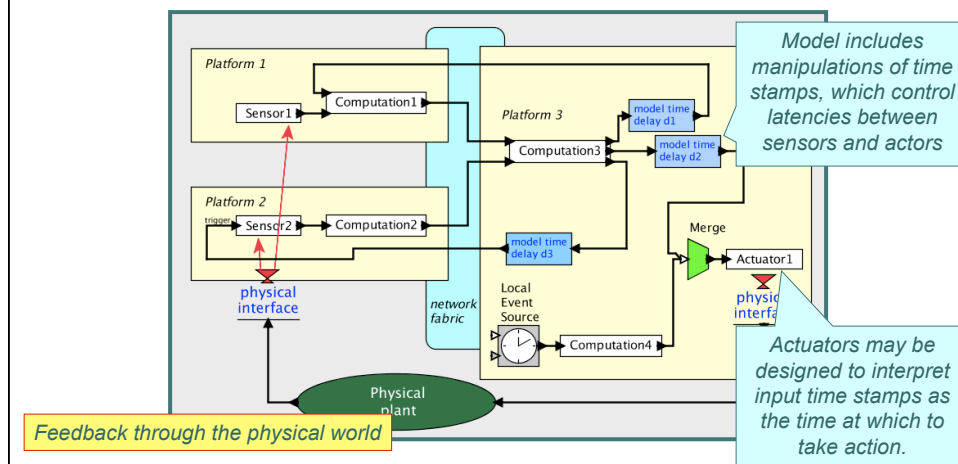 Platform 1
Computation1
Sensor1
Platform 2
trigger
Sensor2
Computation2
physical
interface
network
fabric
Platform 3
model time
delay d1
Computation3
model time
delay d2
model time
delay d3
Merge
Actuator1
Local
Event
Source
Computation4
Physical
plant
Model includes
manipulations of time
stamps, which control
latencies between
sensors and actors
Actuators may be
designed to interpret
input time stamps as
the time at which to
take action.
Feedback through the physical world